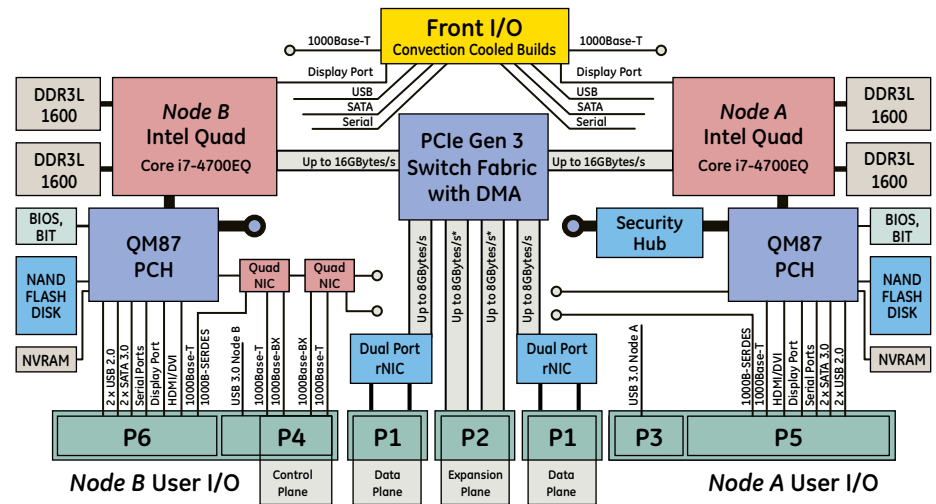 Front I/O
Convection Cooled Builds
1000Base-T
1000Base-T
Display Port
Display Port
USB
USB
SATA
SATA
Serial
Serial
DDR3L
1600
DDR3L
1600
Node B
Intel Quad
Core i7-4700EQ
PCIe Gen 3
Switch Fabric
with DMA
Node A
Intel Quad
Core i7-4700EQ
DDR3L
1600
DDR3L
1600
Up to 16GBytes/s
Up to 16GBytes/s
BIOS,
BIT
QM87
PCH
Security
Hub
QM87
PCH
BIOS,
BIT
NAND
FLASH
DISK
Quad
NIC
Quad
NIC
Up to 8GBytes/s
Up to 8GBytes/s*
Up to 8GBytes/s*
Up to 8GBytes/s
NAND
FLASH
DISK
NVRAM
Dual Port
rNIC
Dual Port
rNIC
NVRAM
2 x USB 2.0
2 x SATA 3.0
Serial Ports
Display Port
HDMI/DVI
1000Base-T
1000B-SERDES
USB 3.0 Node B
1000Base-T
1000Base-BX
1000Base-BX
1000Base-T
USB 3.0 Node A
1000B-SERDES
1000Base-T
HDMI/DVI
Display Port
Serial Ports
2 x SATA 3.0
2 x USB 2.0
P6
P4
P1
P2
P1
P3
P5
Node B User I/O
Control
Plane
Data
Plane
Expansion
Plane
Data
Plane
Node A User I/O